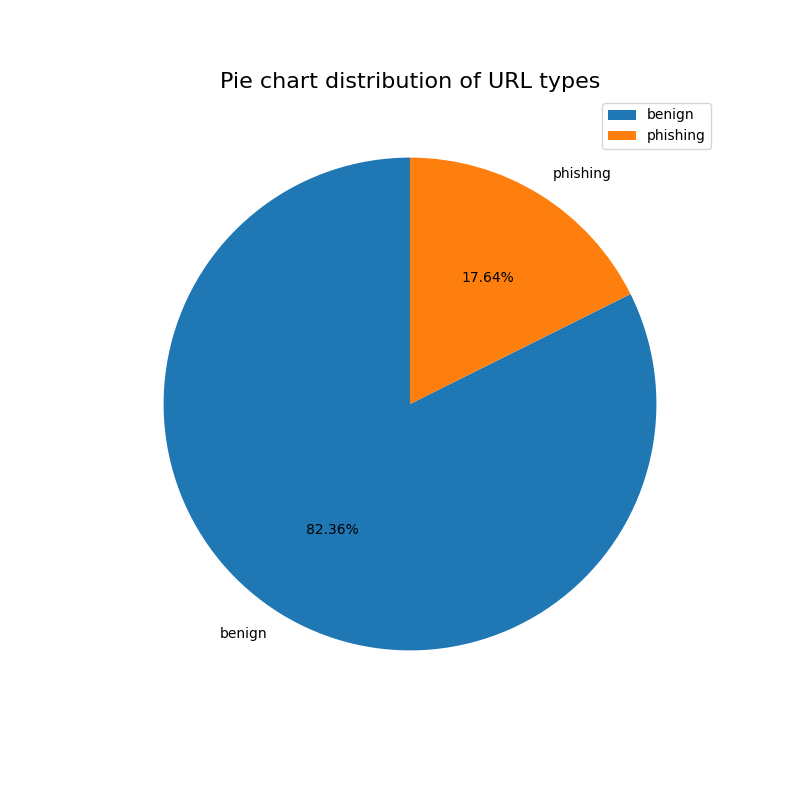 Pie chart distribution of URL types
benign
phishing
phishing
17.64%
82.36%
benign